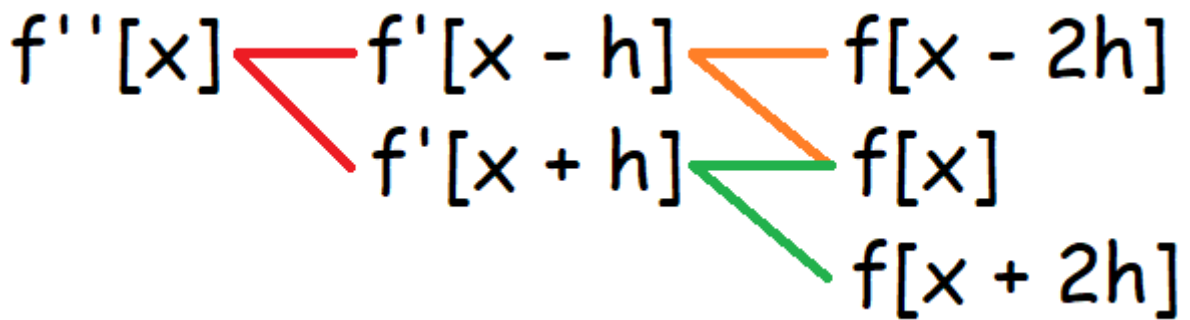 f''[x] f'[x - h] f[x - 2h]
f'[x + h] f[x]
f[x + 2h]